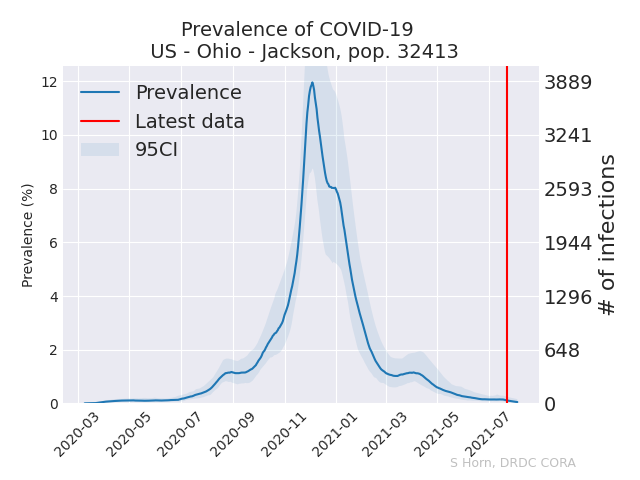 Prevalence of COVID-19
US - Ohio - Jackson, pop. 32413
Prevalence
Latest data
95CI
Prevalence (%)
12
10
8
6
4
2
0
3889
3241
2593
1944
1296
648
0
# of infections
2020-03
2020-05
2020-07
2020-09
2020-11
2021-01
2021-03
2021-05
2021-07
S Horn, DRDC CORA